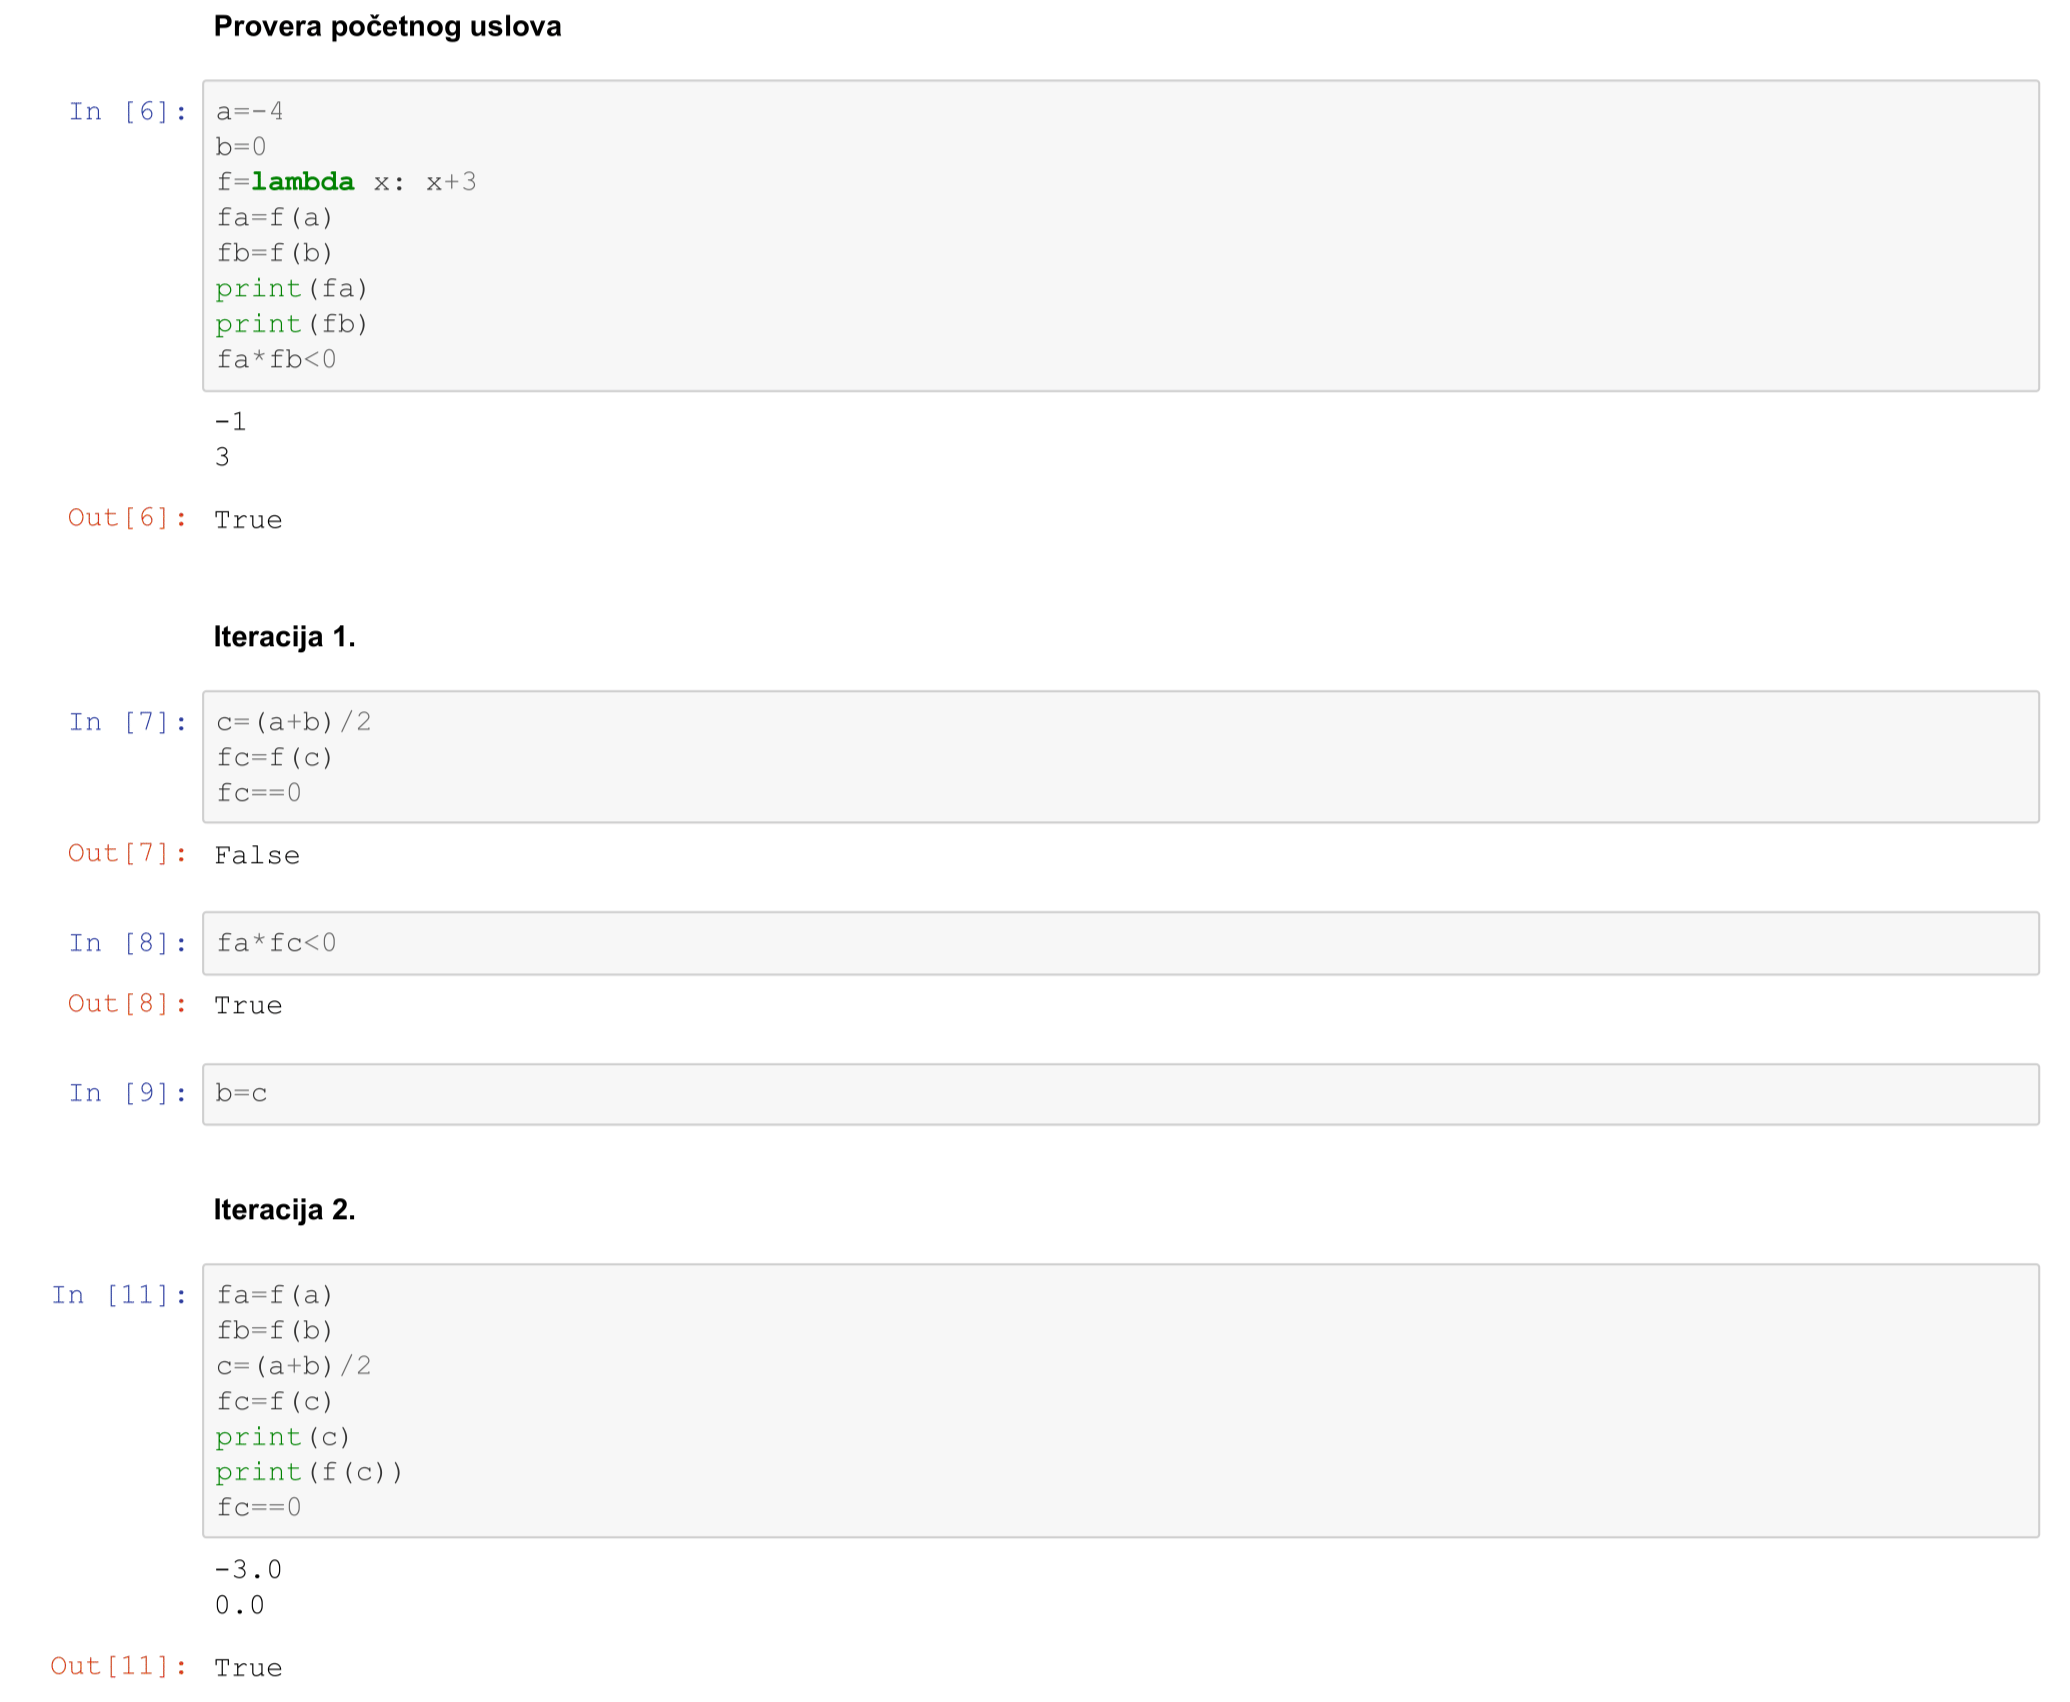 Provera početnog uslova
In [6]:
a=-4
b=0
f=lambda x: x+3
fa=f(a)
fb=f(b)
print(fa)
print(fb)
fa*fb<0
-1
3
Out[6]: True
Iteracija 1.
In [7]:
c=(a+b)/2
fc=f(c)
fc==0
Out[7]: False
In [8]: fa*fc<0
Out[8]: True
In [9]: b=c
Iteracija 2.
In [11]:
fa=f(a)
fb=f(b)
c=(a+b)/2
fc=f(c)
print(c)
print(f(c))
fc==0
-3.0
0.0
Out[11]: True